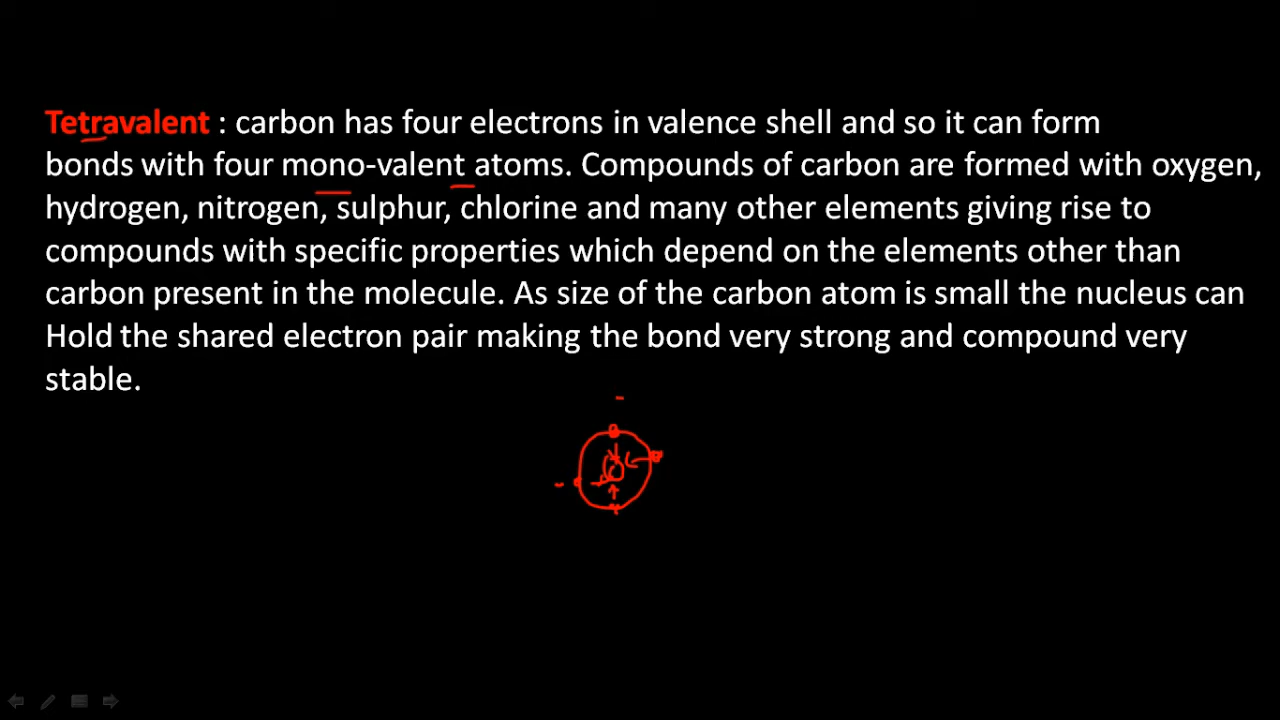 Tetravalent : carbon has four electrons in valence shell and so it can form
bonds with four mono-valent atoms. Compounds of carbon are formed with oxygen,
hydrogen, nitrogen, sulphur, chlorine and many other elements giving rise to
compounds with specific properties which depend on the elements other than
carbon present in the molecule. As size of the carbon atom is small the nucleus can
Hold the shared electron pair making the bond very strong and compound very
stable.